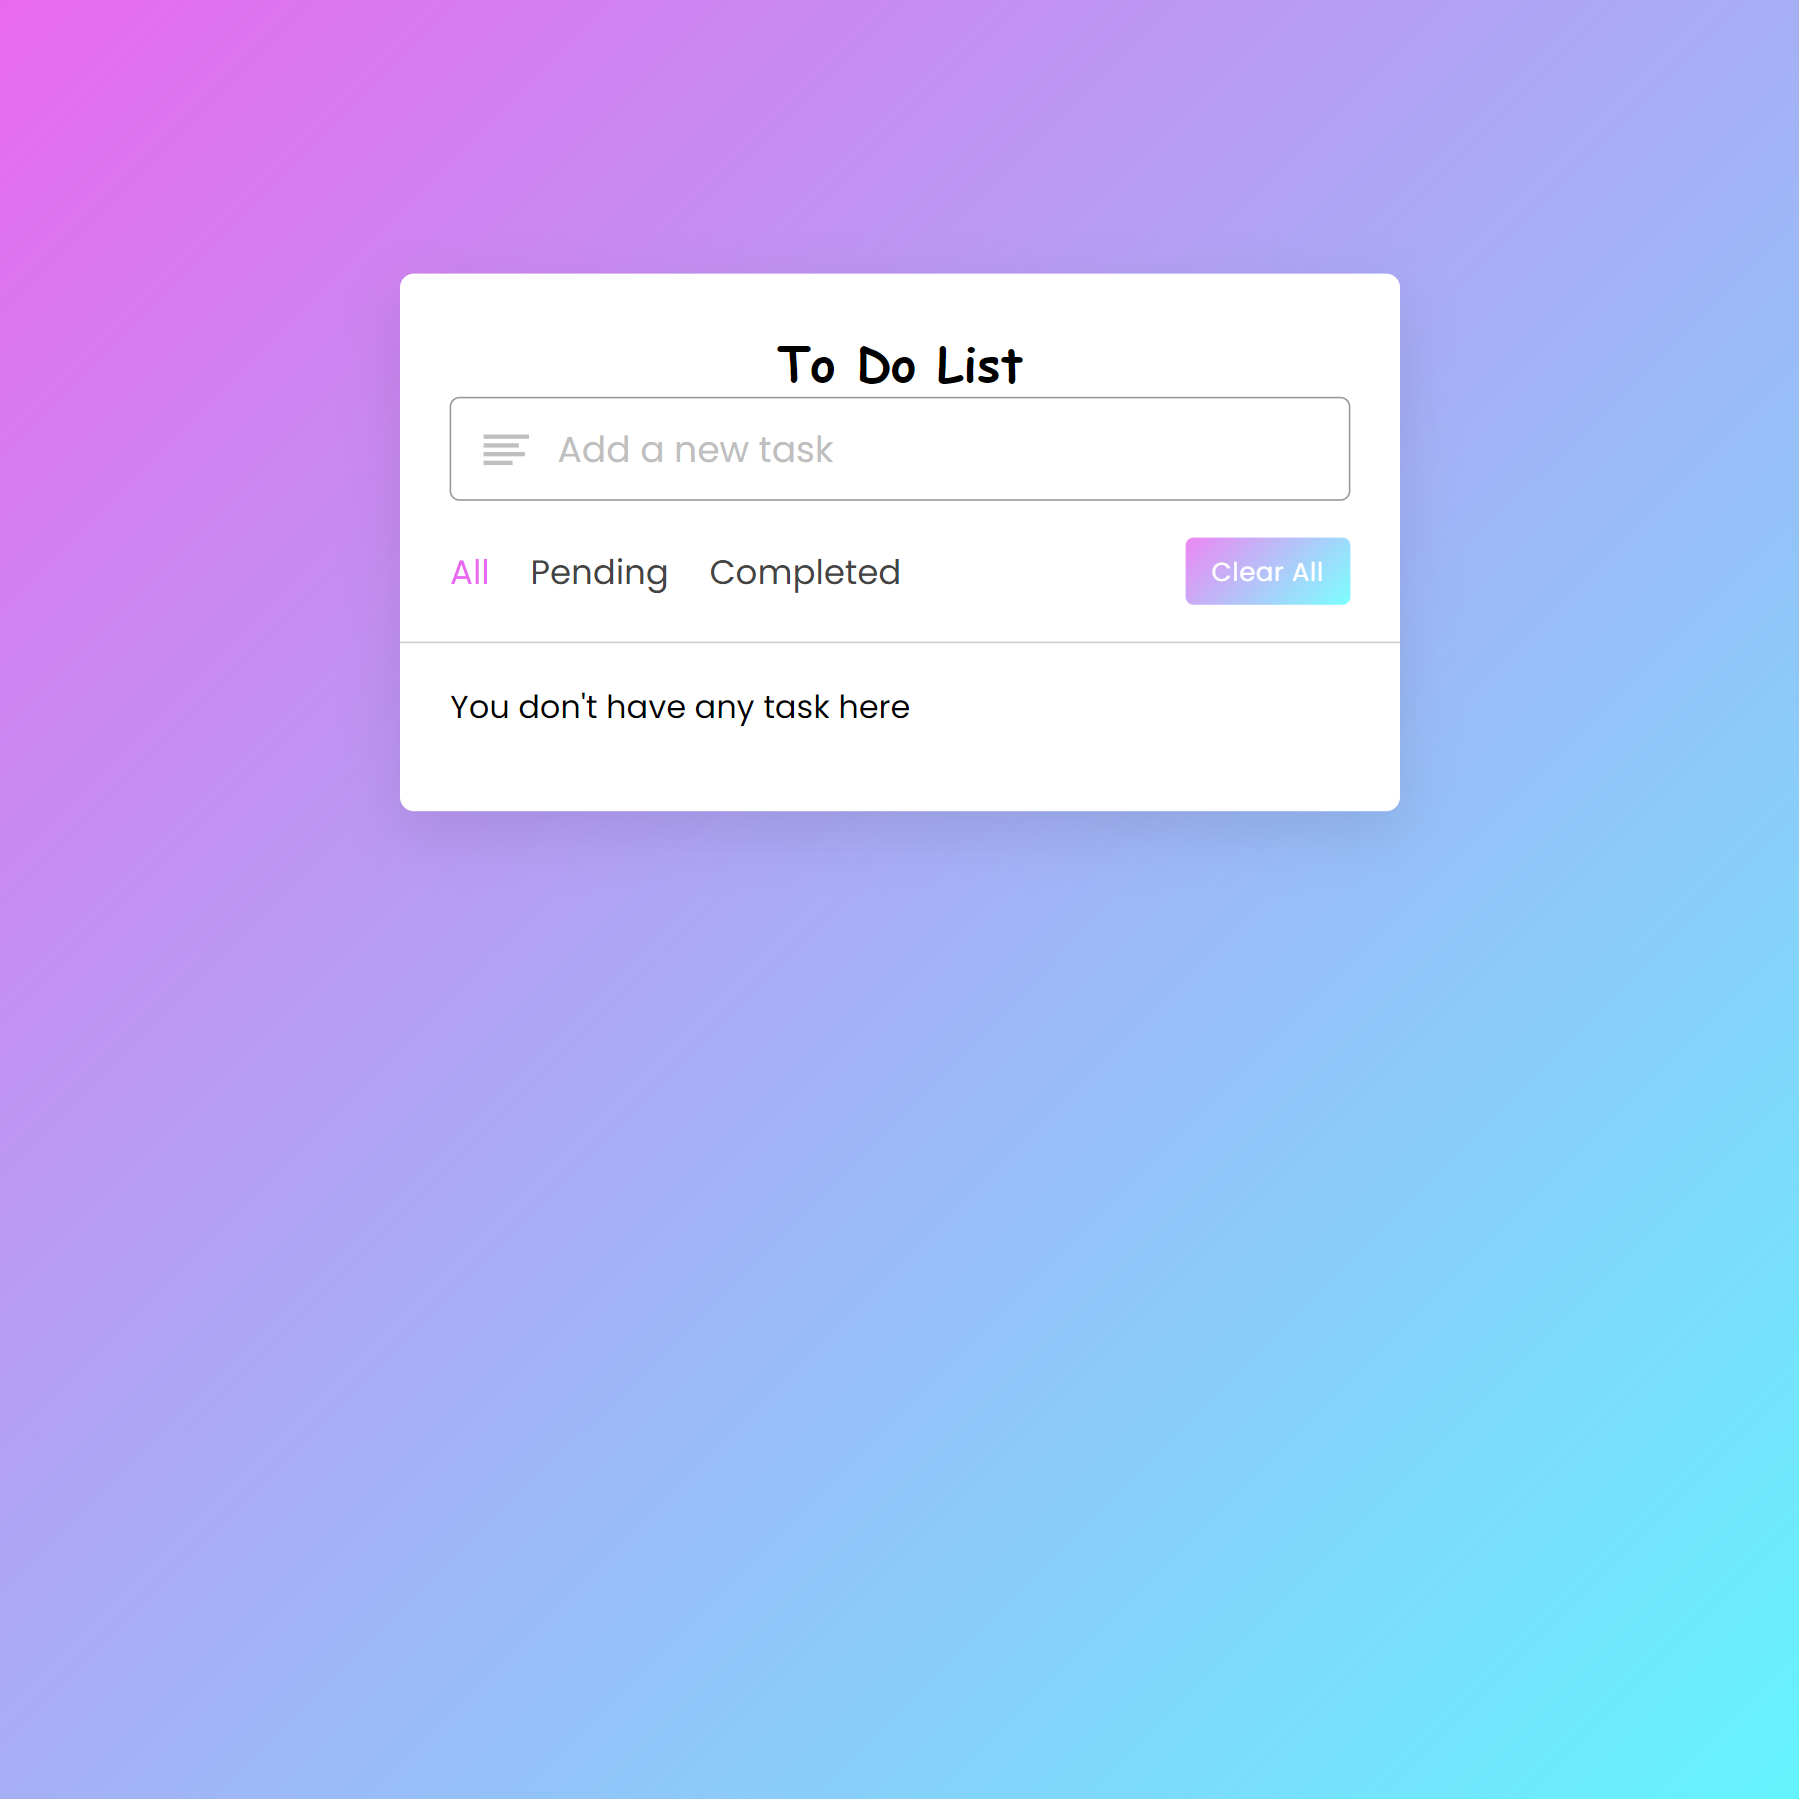 To Do List
Add a new task
All Pending Completed Clear All
You don't have any task here